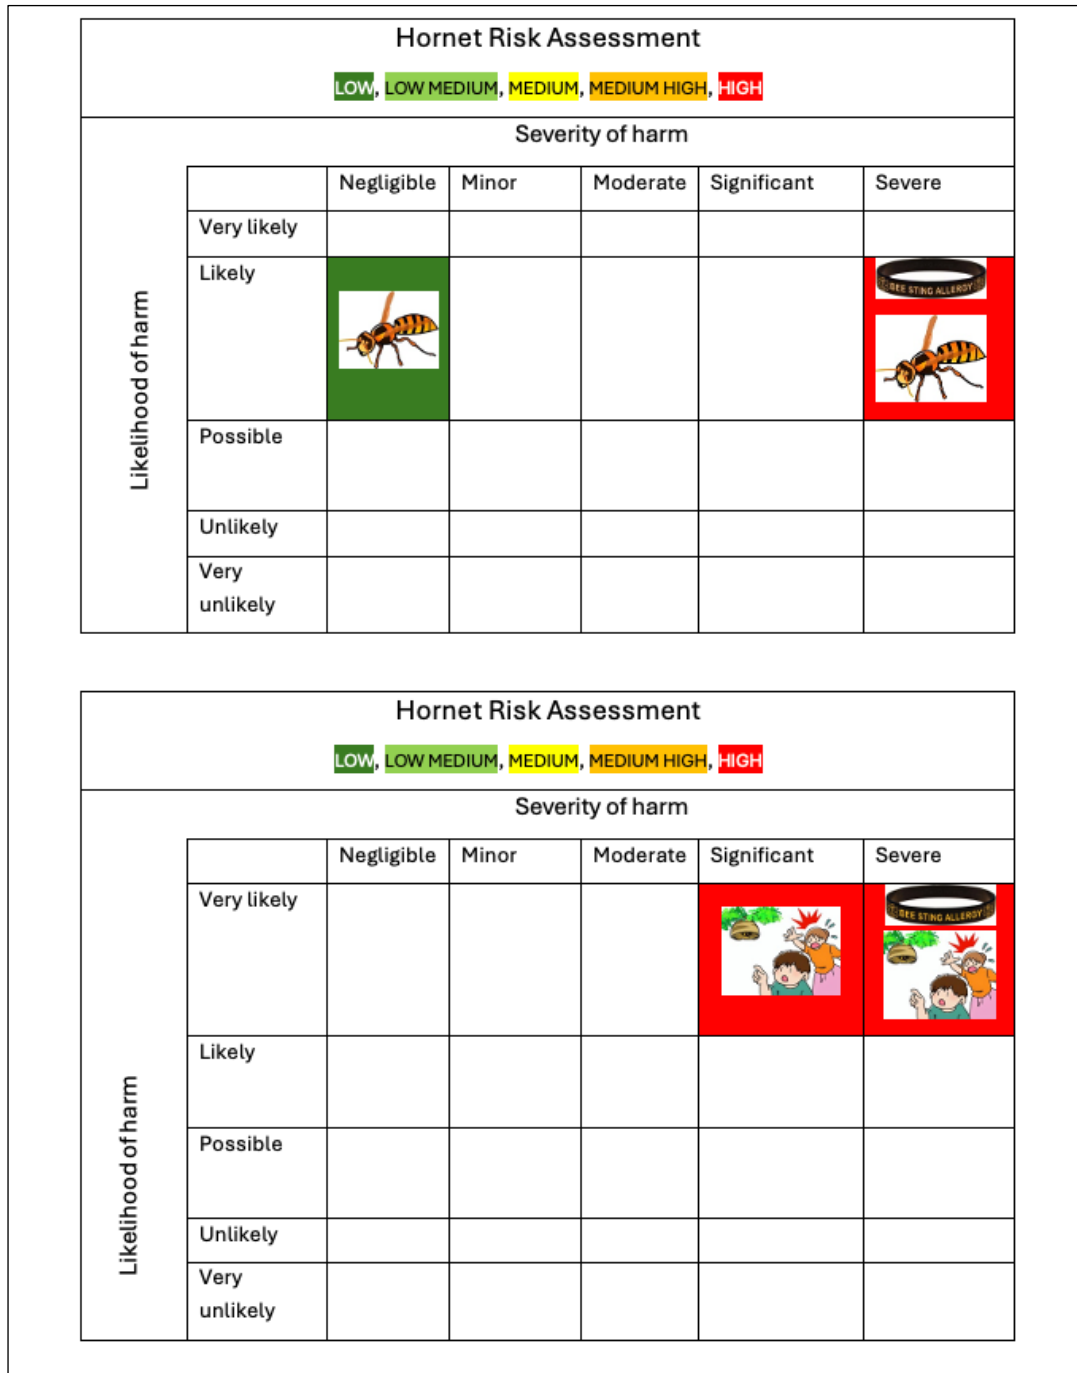 Hornet Risk Assessment
LOW, LOW MEDIUM, MEDIUM, MEDIUM HIGH, HIGH
Severity of harm
Likelihood of harm
Negligible Minor Moderate Significant Severe
Very likely
Likely
BEE STING ALLERGY
Possible
Unlikely
Very
unlikely
Hornet Risk Assessment
LOW, LOW MEDIUM, MEDIUM, MEDIUM HIGH, HIGH
Severity of harm
Likelihood of harm
Negligible Minor Moderate Significant Severe
Very likely
BEE STING ALLERGY
Likely
Possible
Unlikely
Very
unlikely